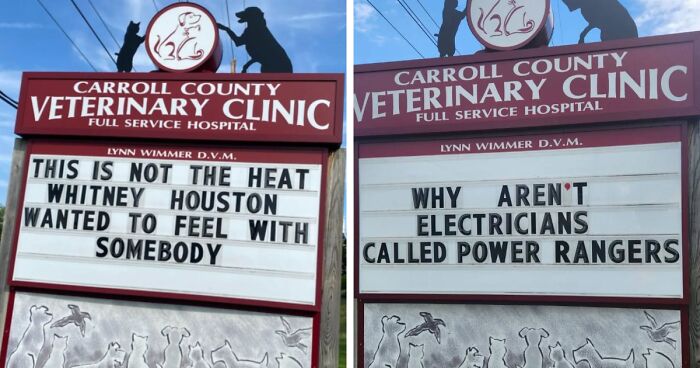 CARROLL COUNTY
VETERINARY CLINIC
FULL SERVICE HOSPITAL
LYNN WIMMER D.V.M.
THIS IS NOT THE HEAT
WHITNEY HOUSTON
WANTED TO FEEL WITH
SOMEBODY
CARROLL COUNTY
VETERINARY CLINIC
FULL SERVICE HOSPITAL
LYNN WIMMER D.V.M.
WHY AREN'T
ELECTRICIANS
CALLED POWER RANGERS